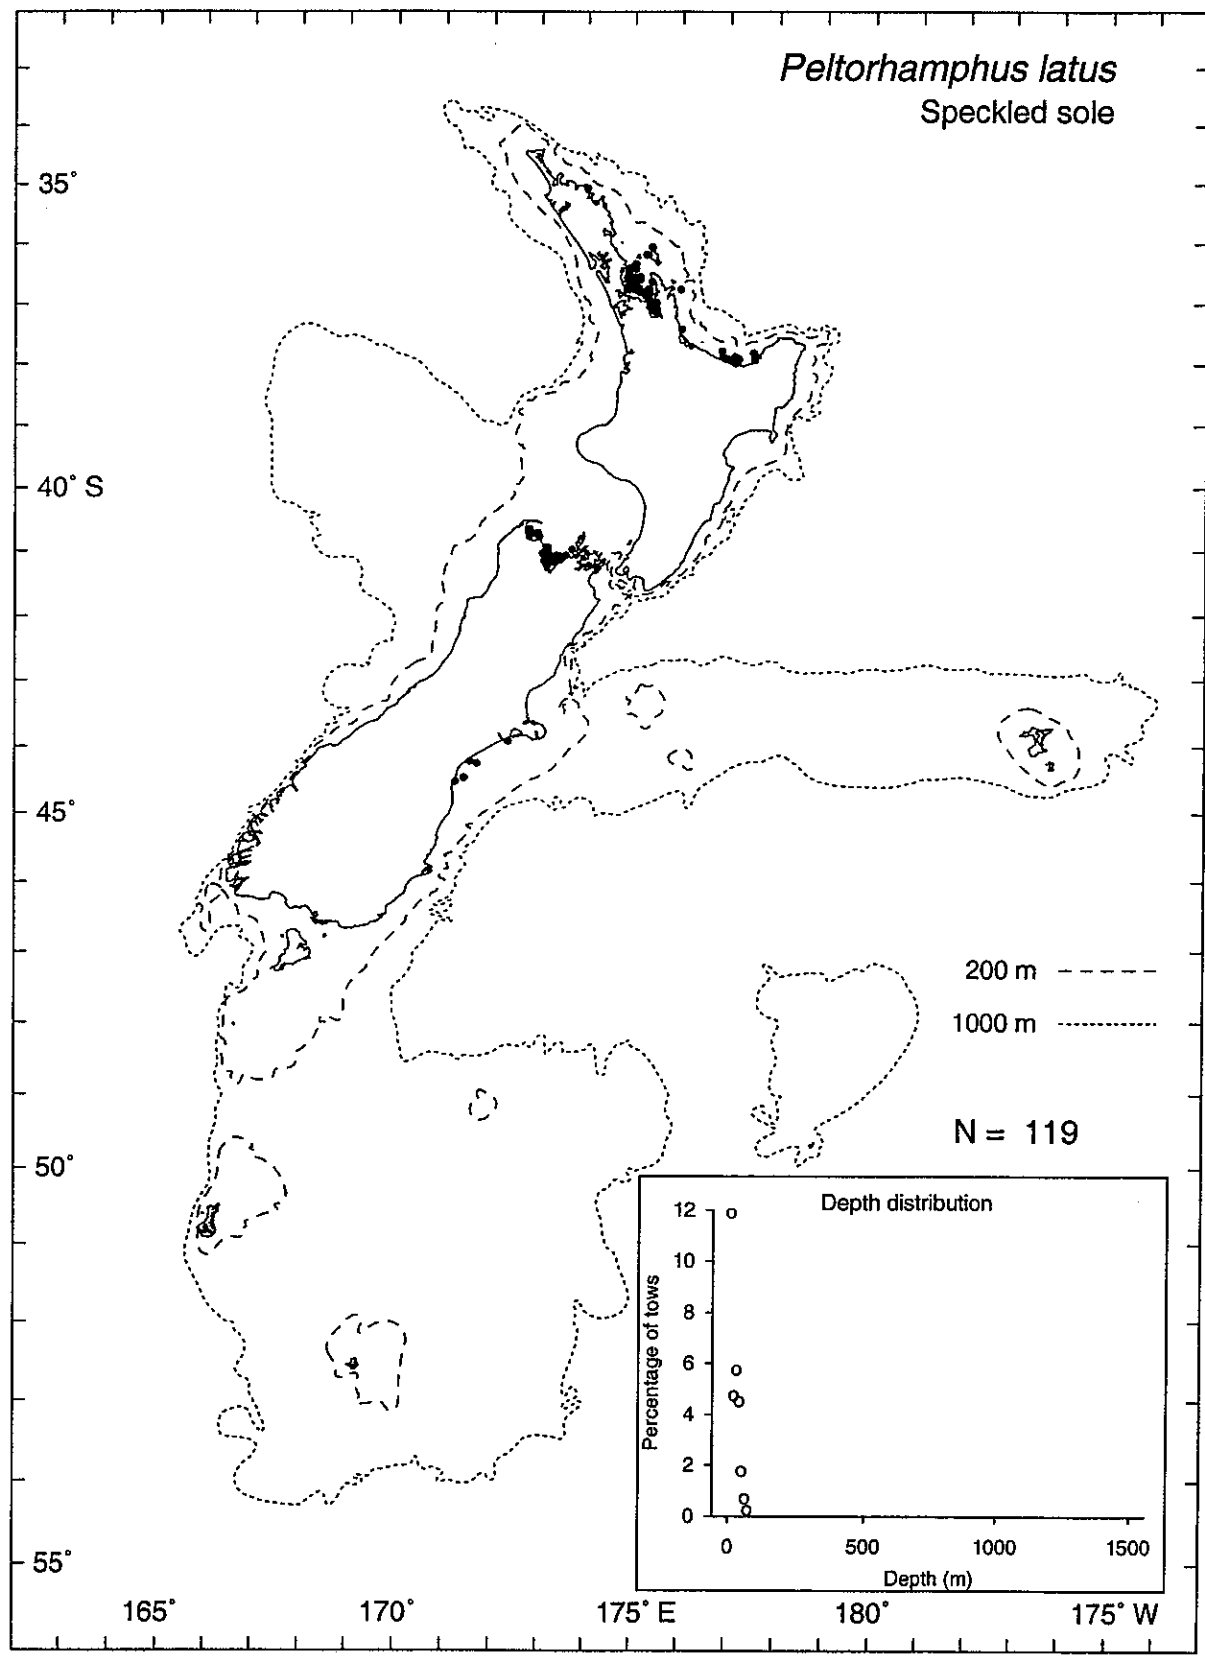 Peltorhamphus latus
Speckled sole
35°
40° S
45°
50°
55°
200 m
1000 m
N = 119
Depth distribution
Percentage of tows
12
10
8
6
4
2
0
0 500 1000 1500
Depth (m)
165° 170° 175° E 180° 175° W